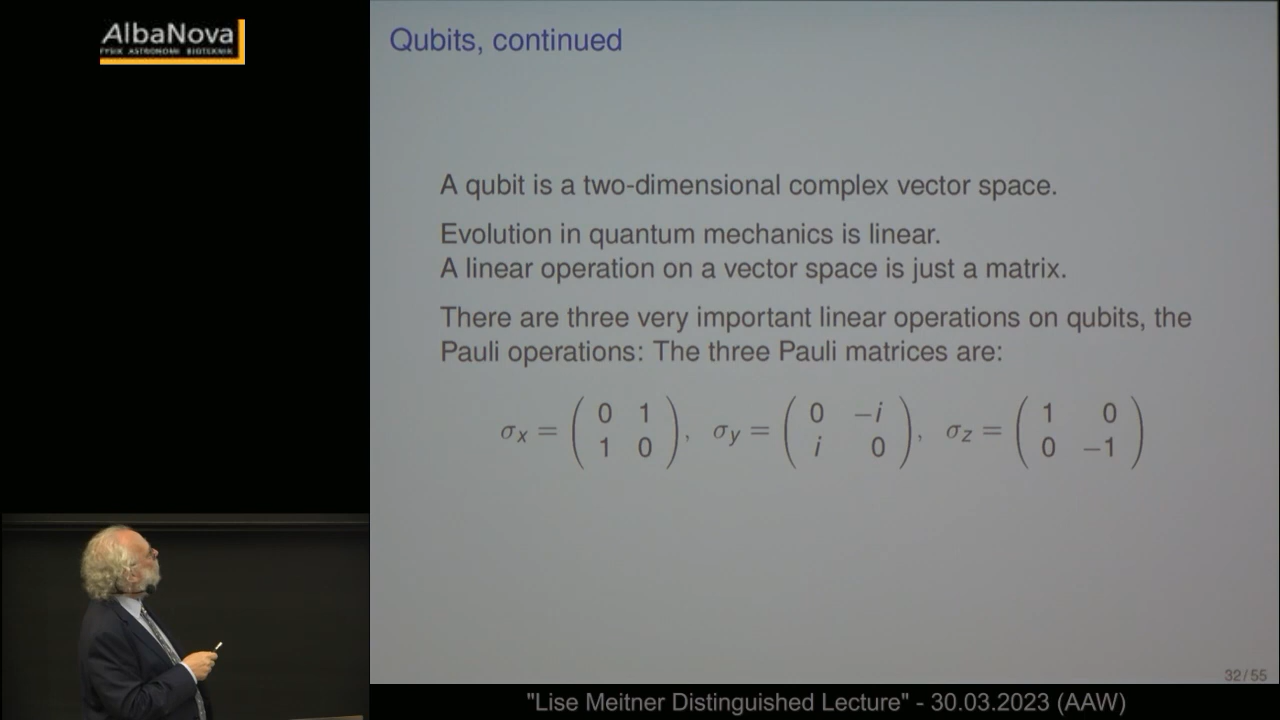 AlbaNova
FYSIK ASTRONOMI BIOTEKNIK
Qubits, continued
A qubit is a two-dimensional complex vector space.
Evolution in quantum mechanics is linear.
A linear operation on a vector space is just a matrix.
There are three very important linear operations on qubits, the
Pauli operations: The three Pauli matrices are:
σx = ( 0 1 ; 1 0 ), σy = ( 0 −i ; i 0 ), σz = ( 1 0 ; 0 −1 )
32/55
"Lise Meitner Distinguished Lecture" - 30.03.2023 (AAW)